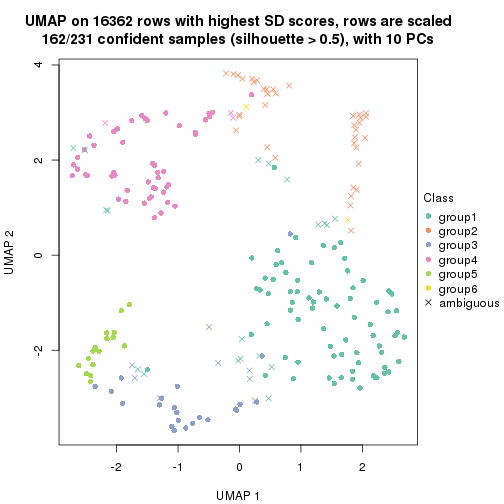 UMAP on 16362 rows with highest SD scores, rows are scaled
162/231 confident samples (silhouette > 0.5), with 10 PCs
4
2
0
-2
UMAP 2
-2
-1
0
1
2
UMAP 1
Class
group1
group2
group3
group4
group5
group6
ambiguous